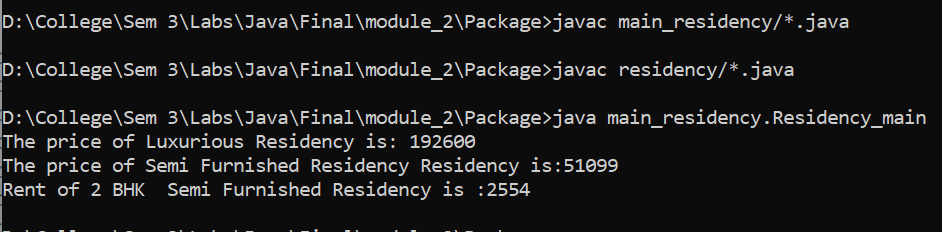 D:\College\Sem 3\Labs\Java\Final\module_2\Package>javac main_residency/*.java
D:\College\Sem 3\Labs\Java\Final\module_2\Package>javac residency/*.java
D:\College\Sem 3\Labs\Java\Final\module_2\Package>java main_residency.Residency_main
The price of Luxurious Residency is: 192600
The price of Semi Furnished Residency Residency is:51099
Rent of 2 BHK  Semi Furnished Residency is :2554